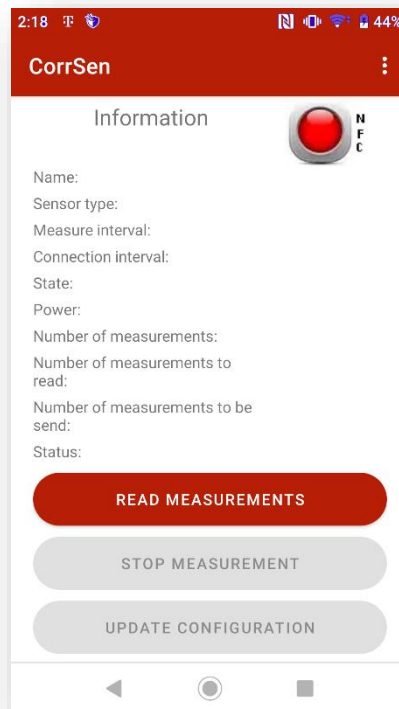 2:18 T 44%
CorrSen
Information
N
F
C
Name:
Sensor type:
Measure interval:
Connection interval:
State:
Power:
Number of measurements:
Number of measurements to
read:
Number of measurements to be
send:
Status:
READ MEASUREMENTS
STOP MEASUREMENT
UPDATE CONFIGURATION